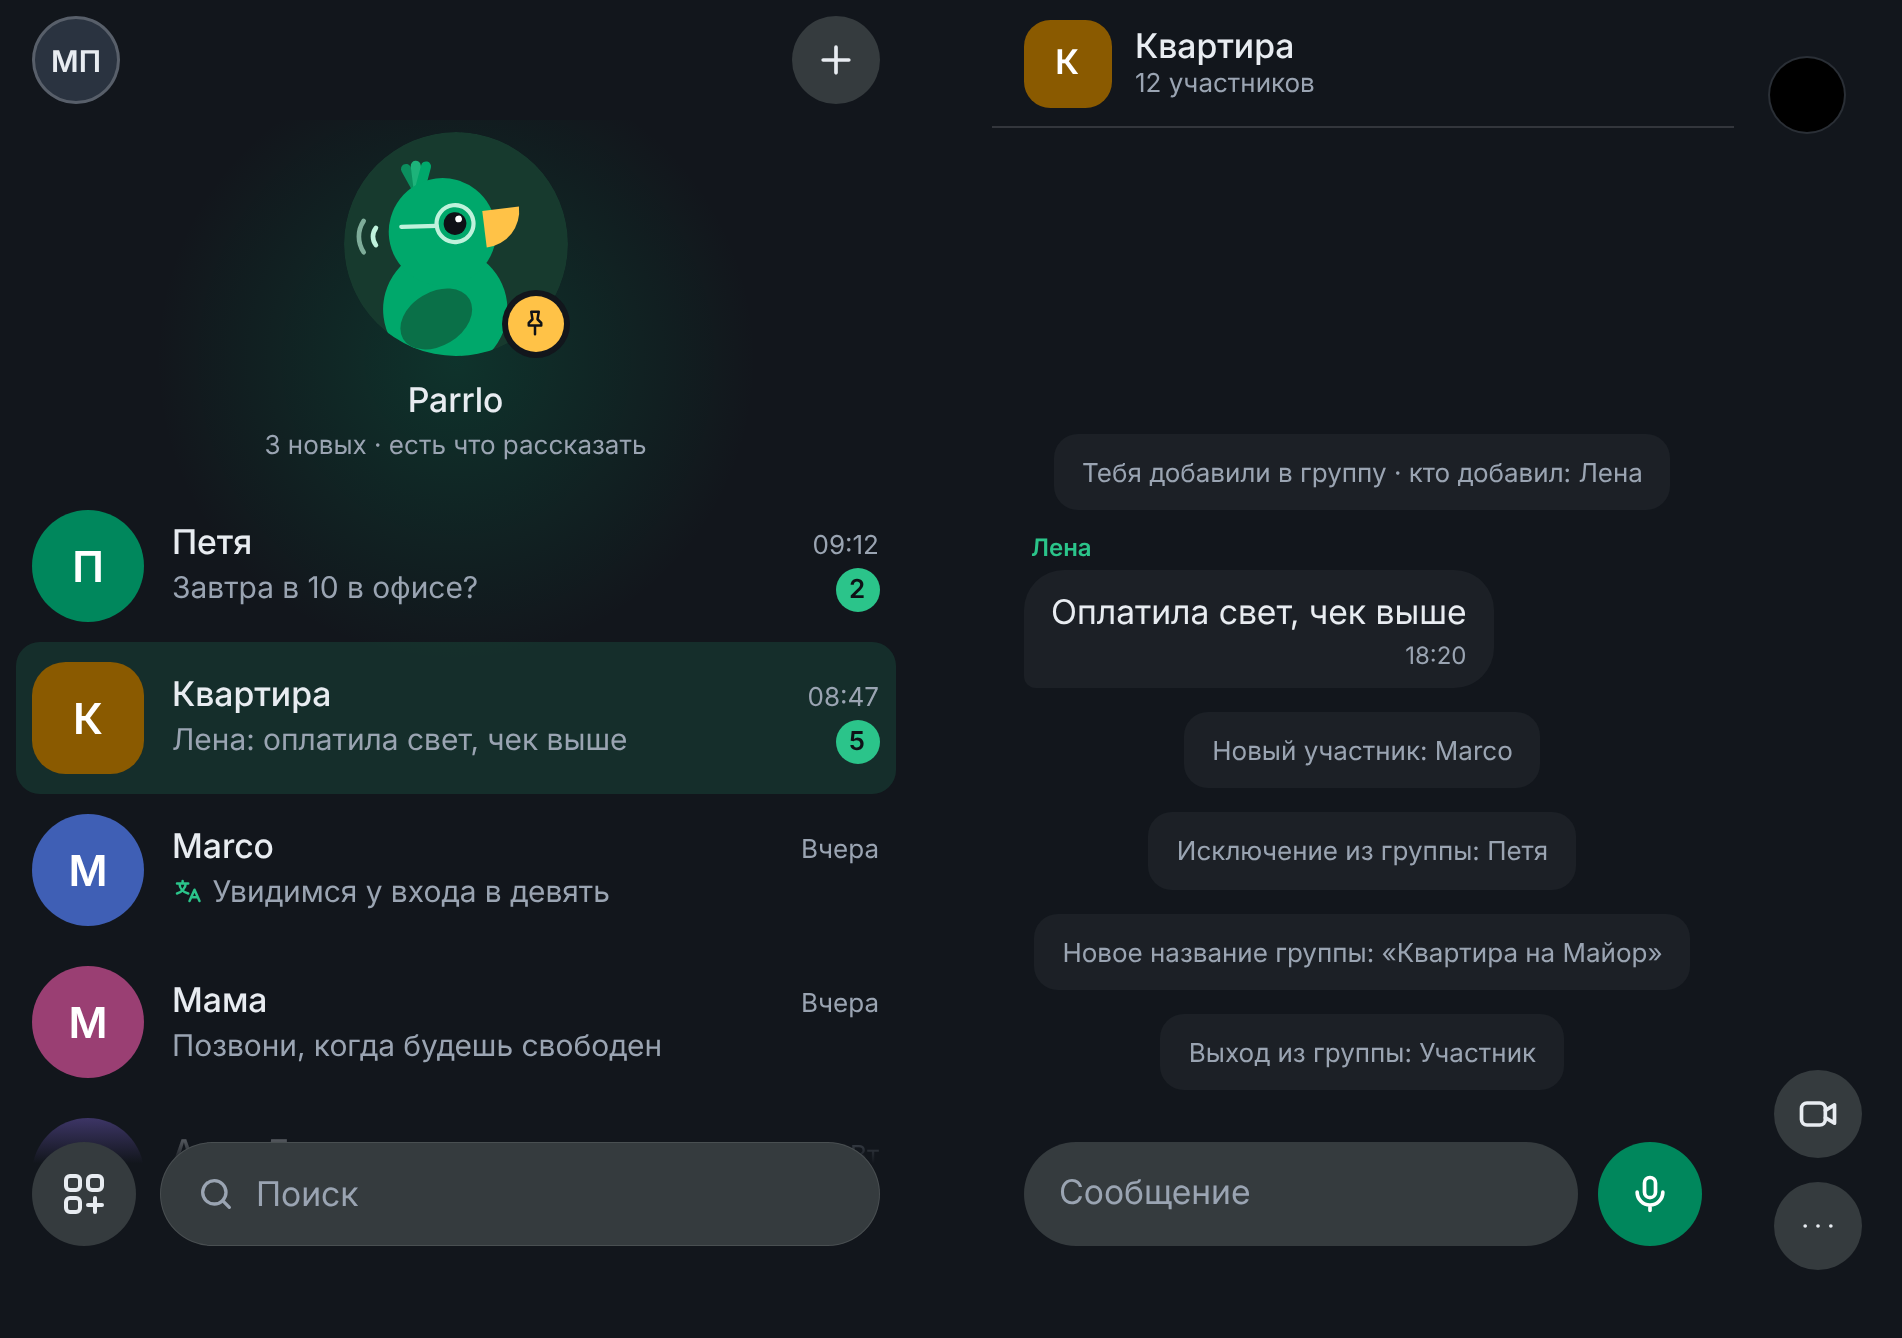 МП
Parrlo
3 новых · есть что рассказать
П
Петя
09:12
Завтра в 10 в офисе?
2
К
Квартира
08:47
Лена: оплатила свет, чек выше
5
M
Marco
Вчера
Увидимся у входа в девять
М
Мама
Вчера
Позвони, когда будешь свободен
Поиск
К
Квартира
12 участников
Тебя добавили в группу · кто добавил: Лена
Лена
Оплатила свет, чек выше
18:20
Новый участник: Marco
Исключение из группы: Петя
Новое название группы: «Квартира на Майор»
Выход из группы: Участник
Сообщение